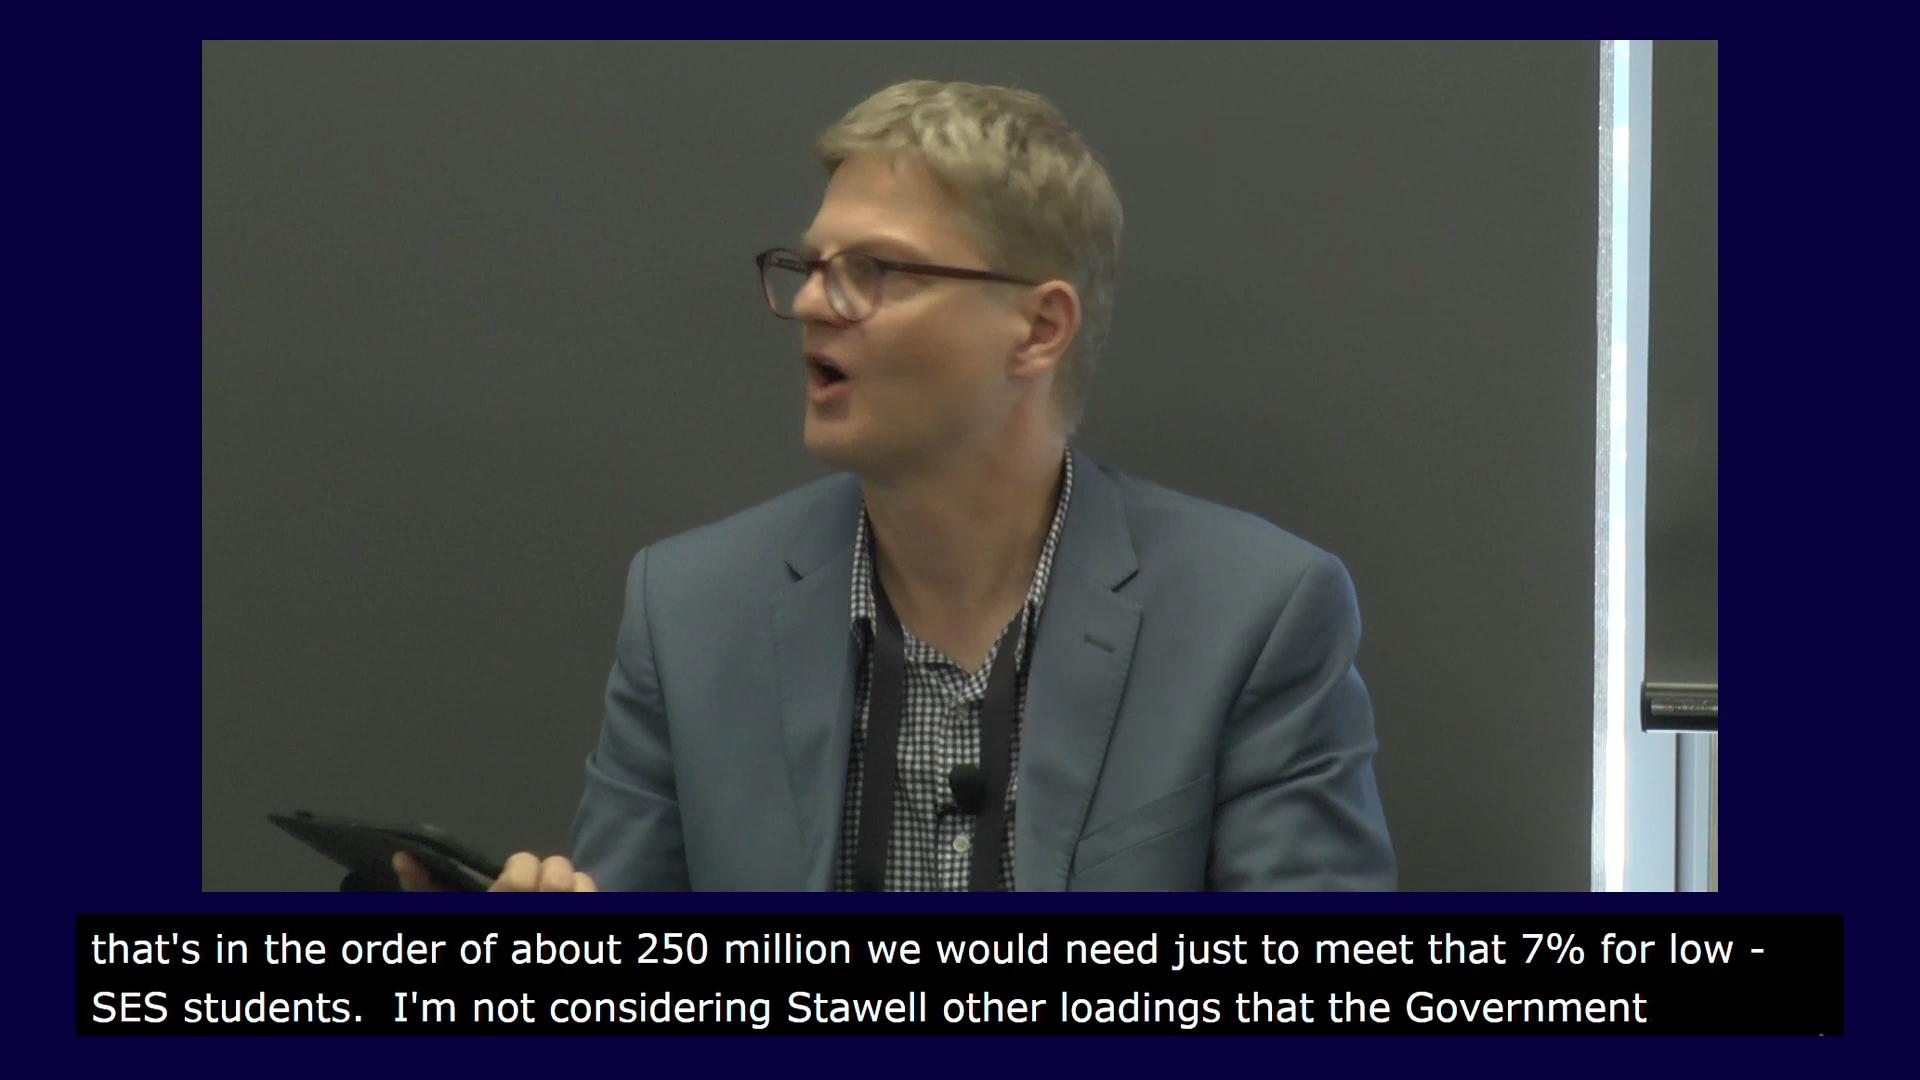 that's in the order of about 250 million we would need just to meet that 7% for low -
SES students.  I'm not considering Stawell other loadings that the Government